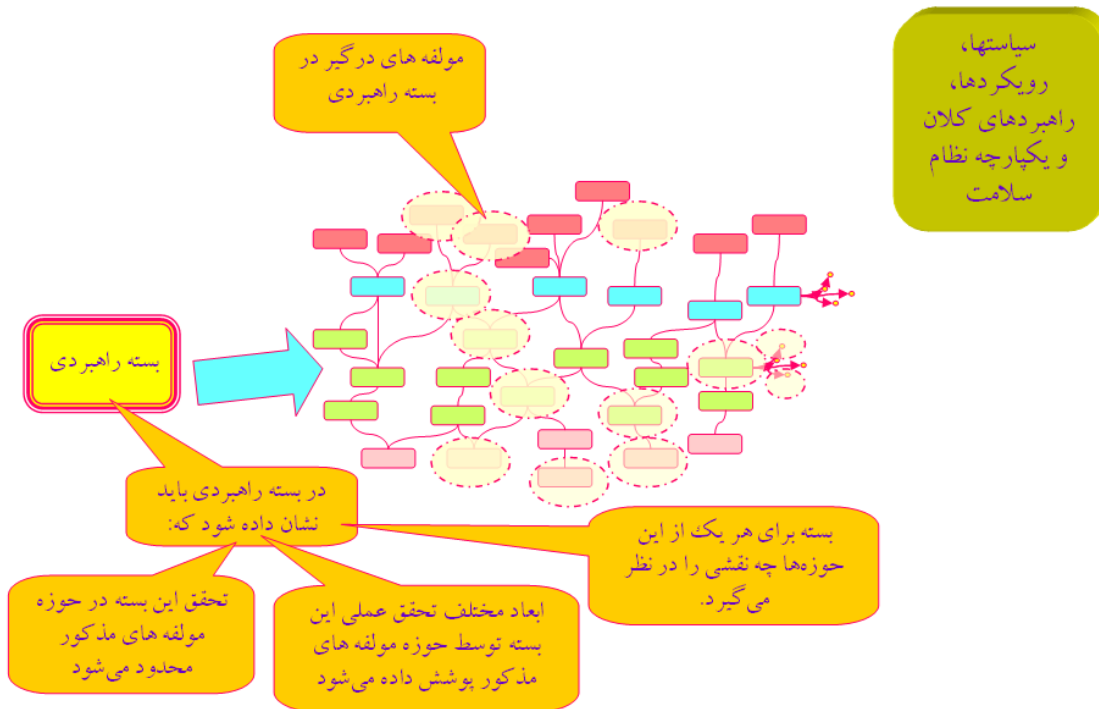 سیاستها،
رویکردها،
راهبردهای کلان
و یکپارچه نظام
سلامت
مولفه های درگیر در
بسته راهبردی
بسته راهبردی
در بسته راهبردی باید
نشان داده شود که:
بسته برای هر یک از این
حوزه‌ها چه نقشی را در نظر
می‌گیرد.
ابعاد مختلف تحقق عملی این
بسته توسط حوزه مولفه های
مذکور پوشش داده می‌شود
تحقق این بسته در حوزه
مولفه های مذکور
محدود می‌شود